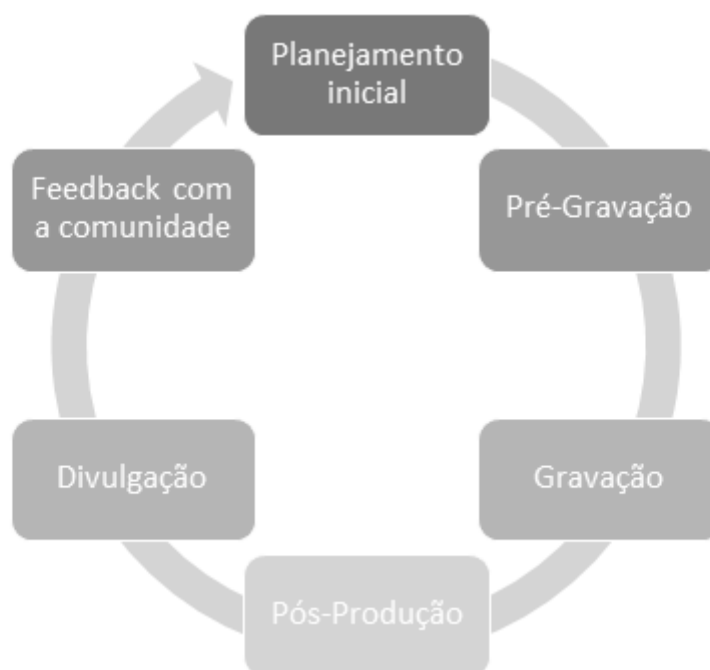 Planejamento
inicial
Pré-Gravação
Gravação
Pós-Produção
Divulgação
Feedback com
a comunidade